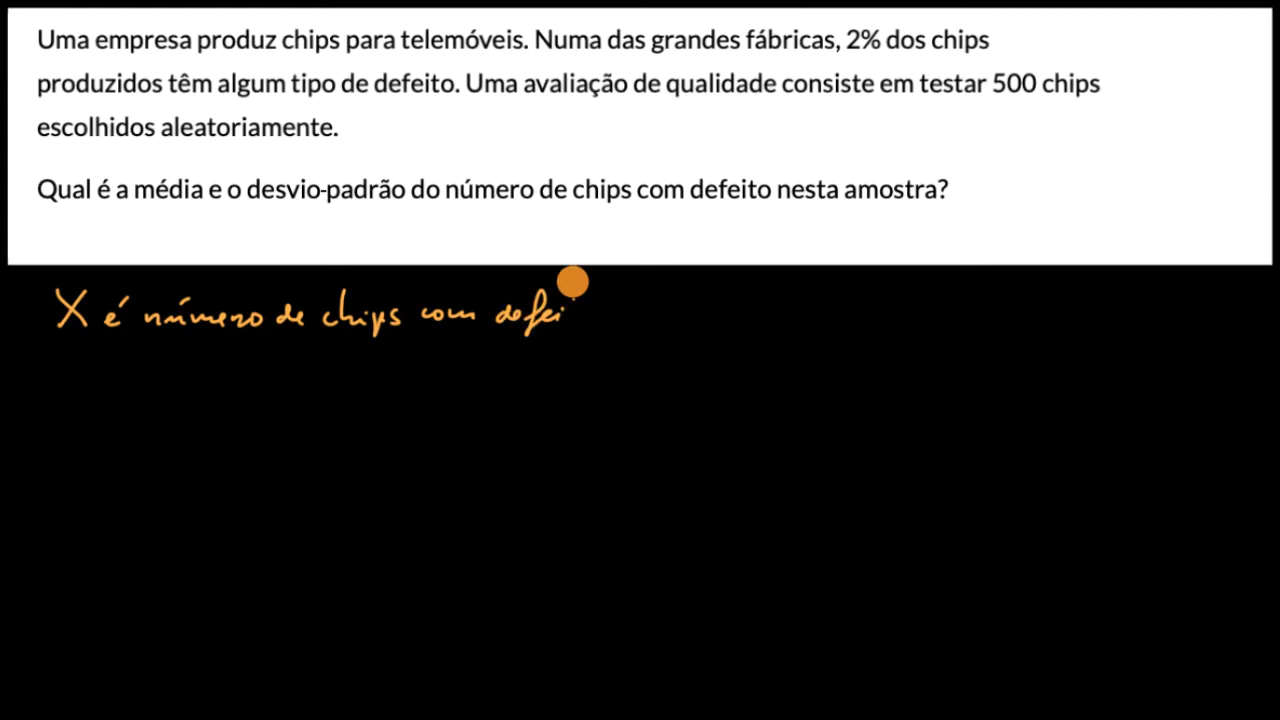 Uma empresa produz chips para telemóveis. Numa das grandes fábricas, 2% dos chips
produzidos têm algum tipo de defeito. Uma avaliação de qualidade consiste em testar 500 chips
escolhidos aleatoriamente.
Qual é a média e o desvio-padrão do número de chips com defeito nesta amostra?
X é número de chips com defei